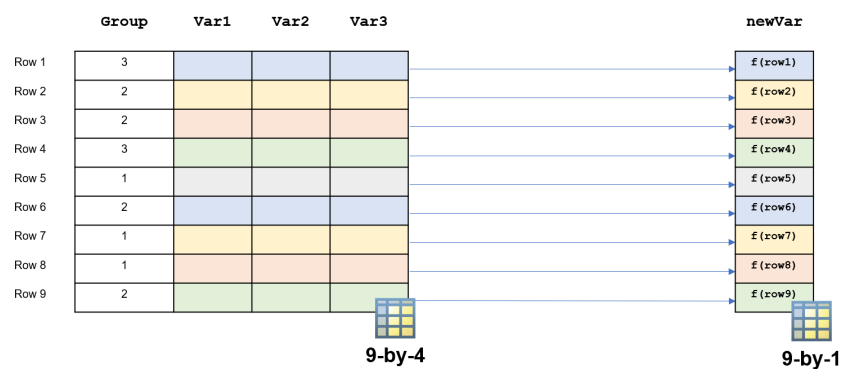 Group Var1 Var2 Var3 newVar
Row 1 3 f(row1)
Row 2 2 f(row2)
Row 3 2 f(row3)
Row 4 3 f(row4)
Row 5 1 f(row5)
Row 6 2 f(row6)
Row 7 1 f(row7)
Row 8 1 f(row8)
Row 9 2 f(row9)
9-by-4 9-by-1